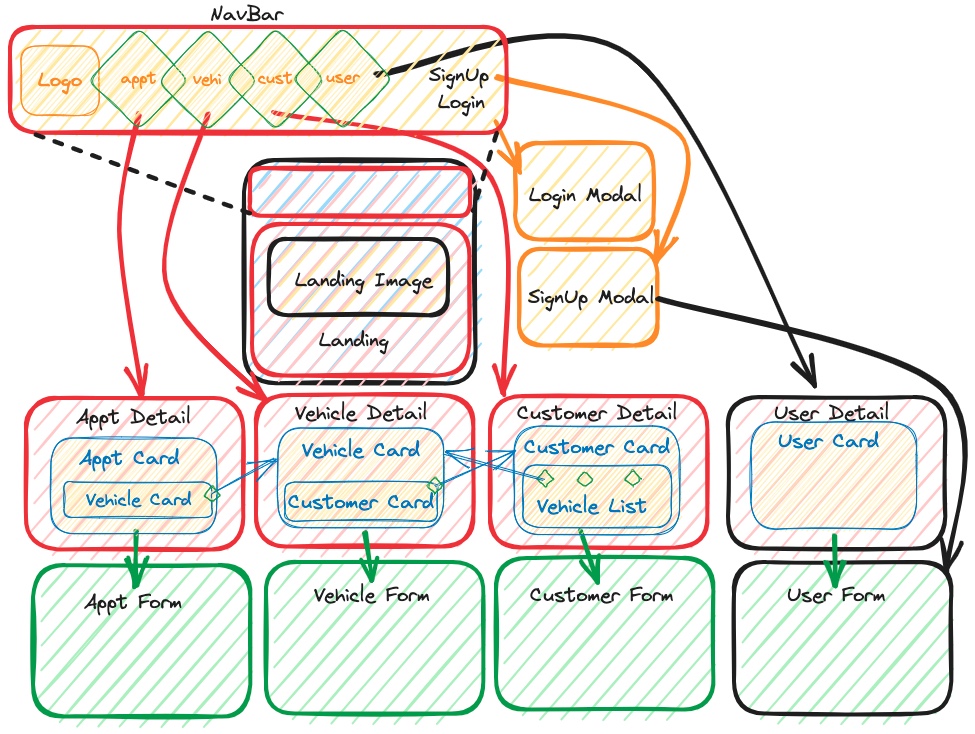 NavBar
Logo
appt
vehi
cust
user
SignUp
Login
Login Modal
SignUp Modal
Landing Image
Landing
Appt Detail
Appt Card
Vehicle Card
Vehicle Detail
Vehicle Card
Customer Card
Customer Detail
Customer Card
Vehicle List
User Detail
User Card
Appt Form
Vehicle Form
Customer Form
User Form